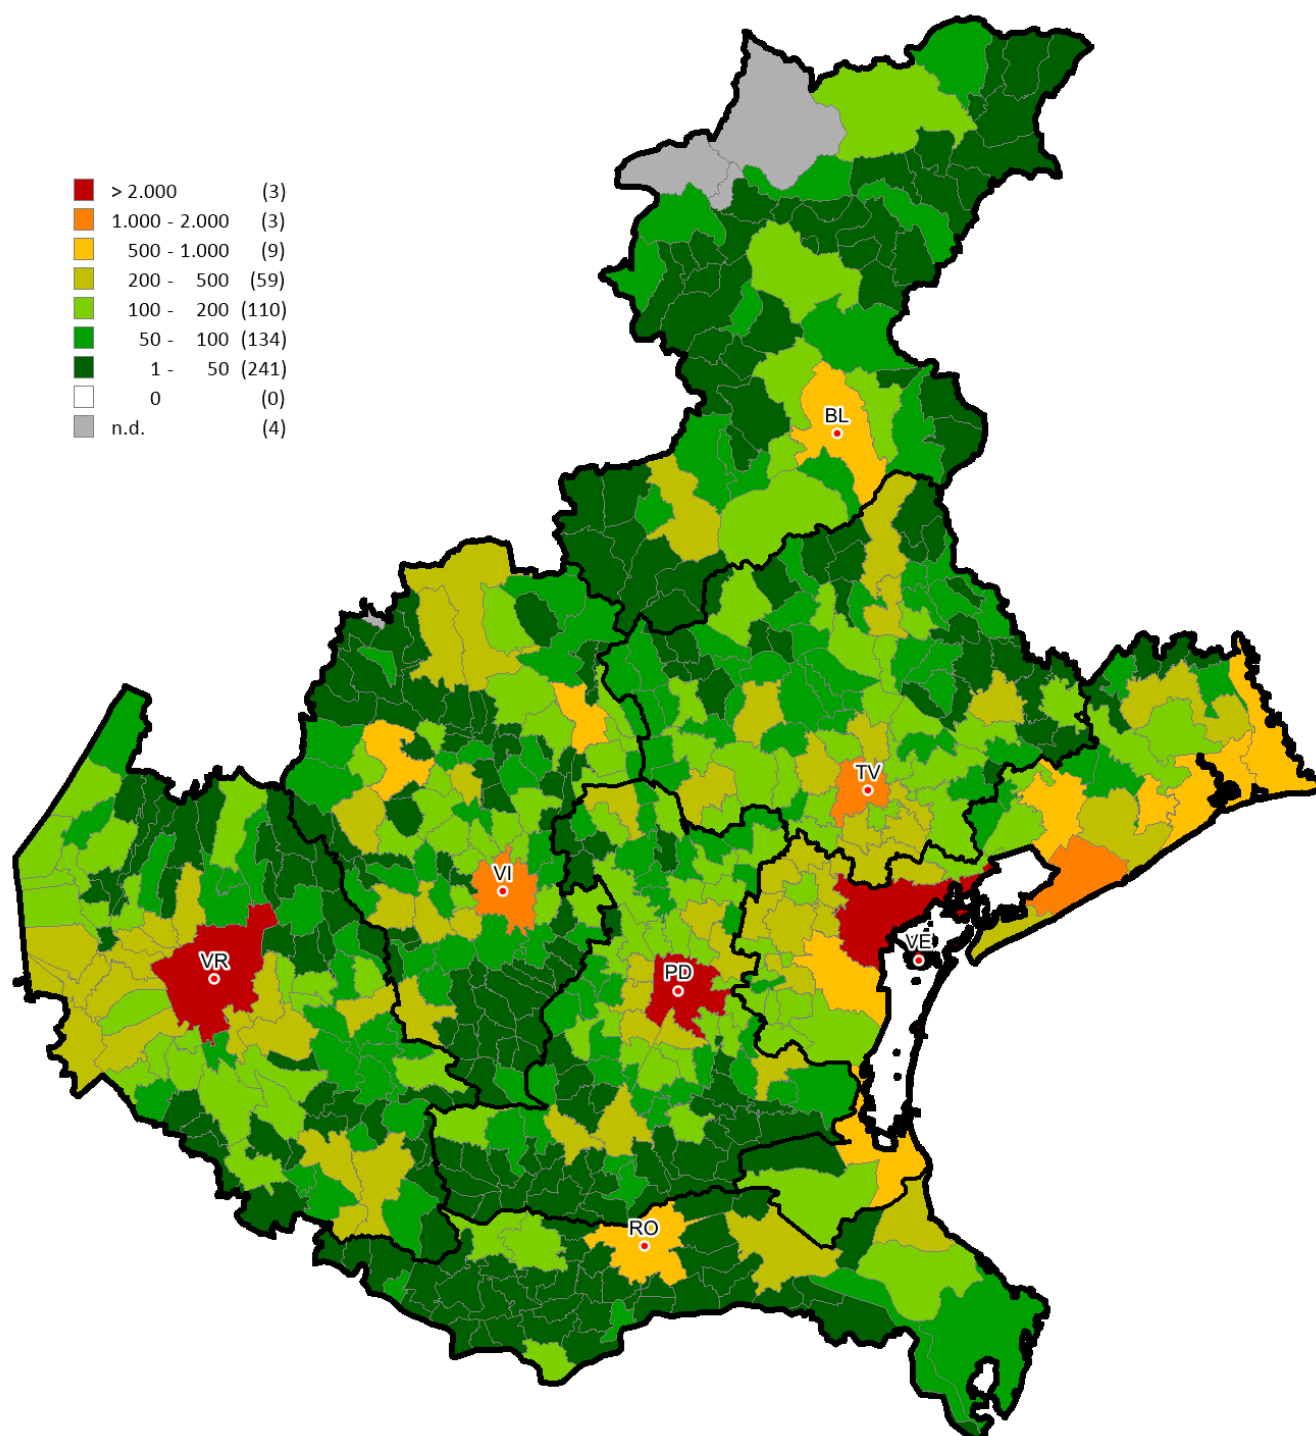 > 2.000 (3)
1.000 - 2.000 (3)
500 - 1.000 (9)
200 - 500 (59)
100 - 200 (110)
50 - 100 (134)
1 - 50 (241)
0 (0)
n.d. (4)
BL
TV
VI
VE
VR
PD
RO